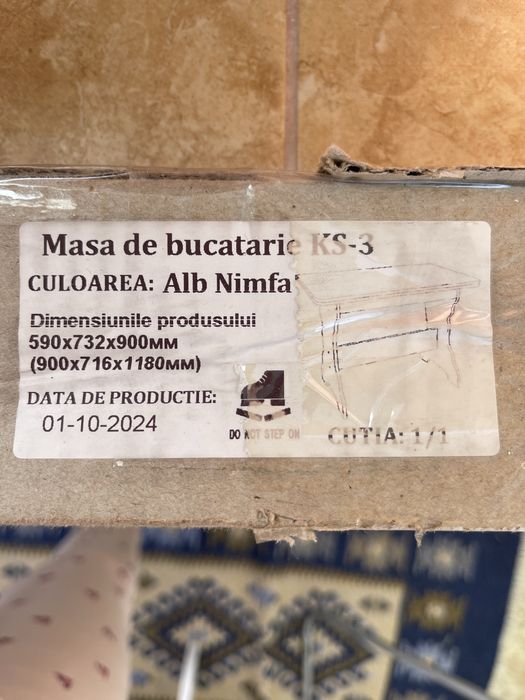 Masa de bucatarie KS-3
CULOAREA: Alb Nimfa
Dimensiunile produsului
590x732x900мм
(900x716x1180мм)
DATA DE PRODUCTIE:
01-10-2024
DO NOT STEP ON
CUTIA: 1/1